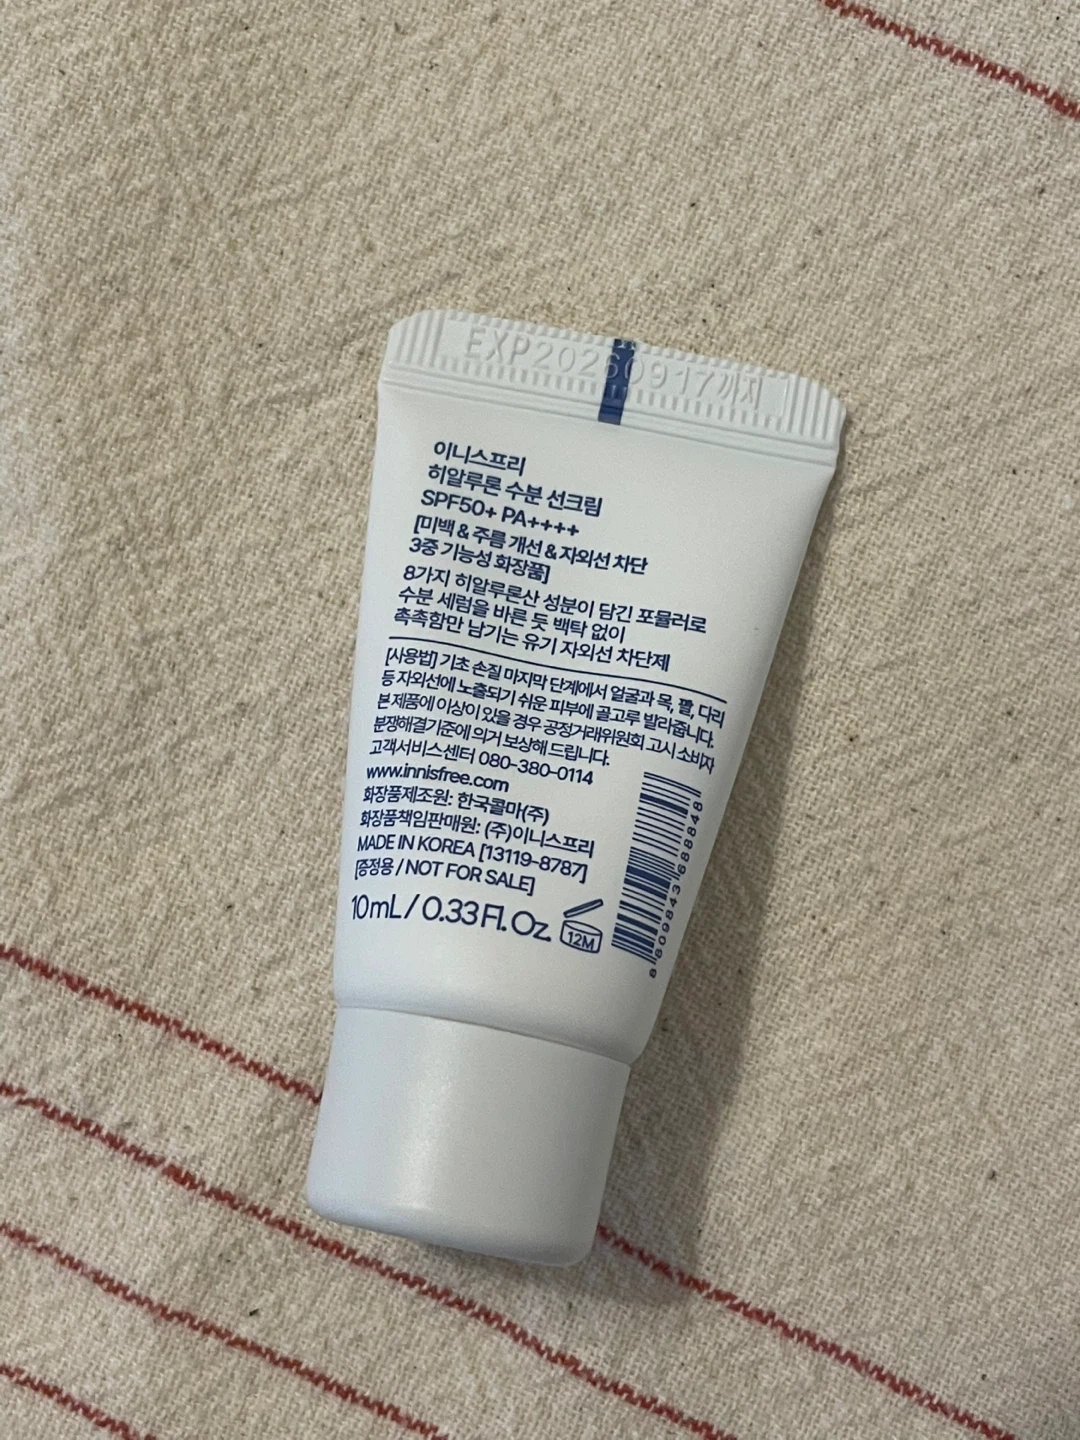 EXP20260917까지
이니스프리
히알루론 수분 선크림
SPF50+ PA++++
[미백 & 주름 개선 & 자외선 차단
3중 기능성 화장품]
8가지 히알루론산 성분이 담긴 포뮬러로
수분 세럼을 바른 듯 백탁 없이
촉촉함만 남기는 유기 자외선 차단제
[사용법] 기초 손질 마지막 단계에서 얼굴과 목, 팔, 다리
등 자외선에 노출되기 쉬운 피부에 골고루 발라줍니다.
본 제품에 이상이 있을 경우 공정거래위원회 고시 소비자
분쟁해결기준에 의거 보상해 드립니다.
고객서비스센터 080-380-0114
www.innisfree.com
화장품제조원: 한국콜마(주)
화장품책임판매원: (주)이니스프리
MADE IN KOREA [13119-8787]
[증정용 / NOT FOR SALE]
10mL / 0.33 Fl. Oz.
12M
8 809843 688848